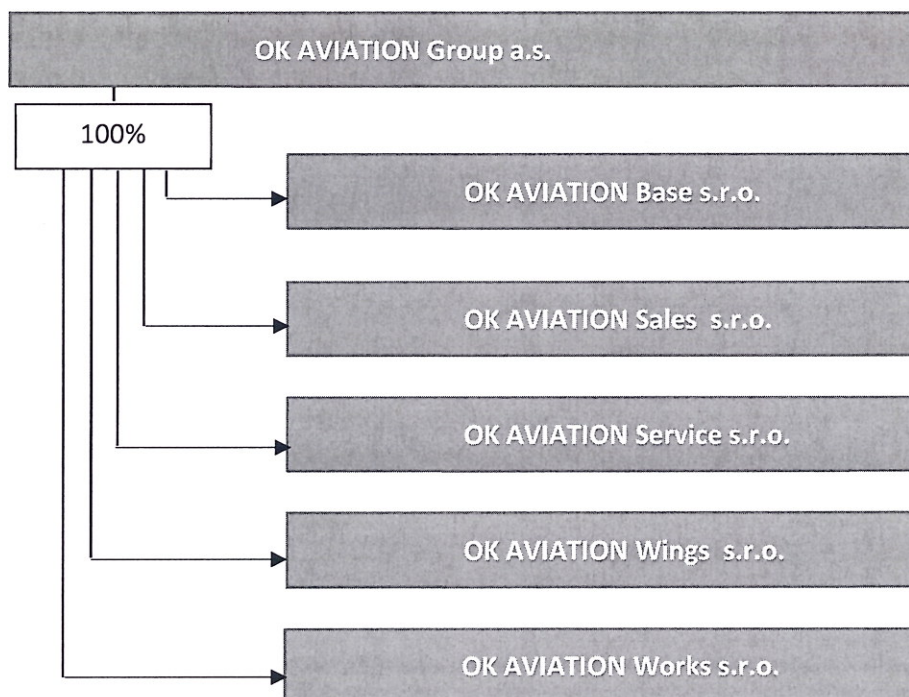 OK AVIATION Group a.s.
100%
OK AVIATION Base s.r.o.
OK AVIATION Sales s.r.o.
OK AVIATION Service s.r.o.
OK AVIATION Wings s.r.o.
OK AVIATION Works s.r.o.